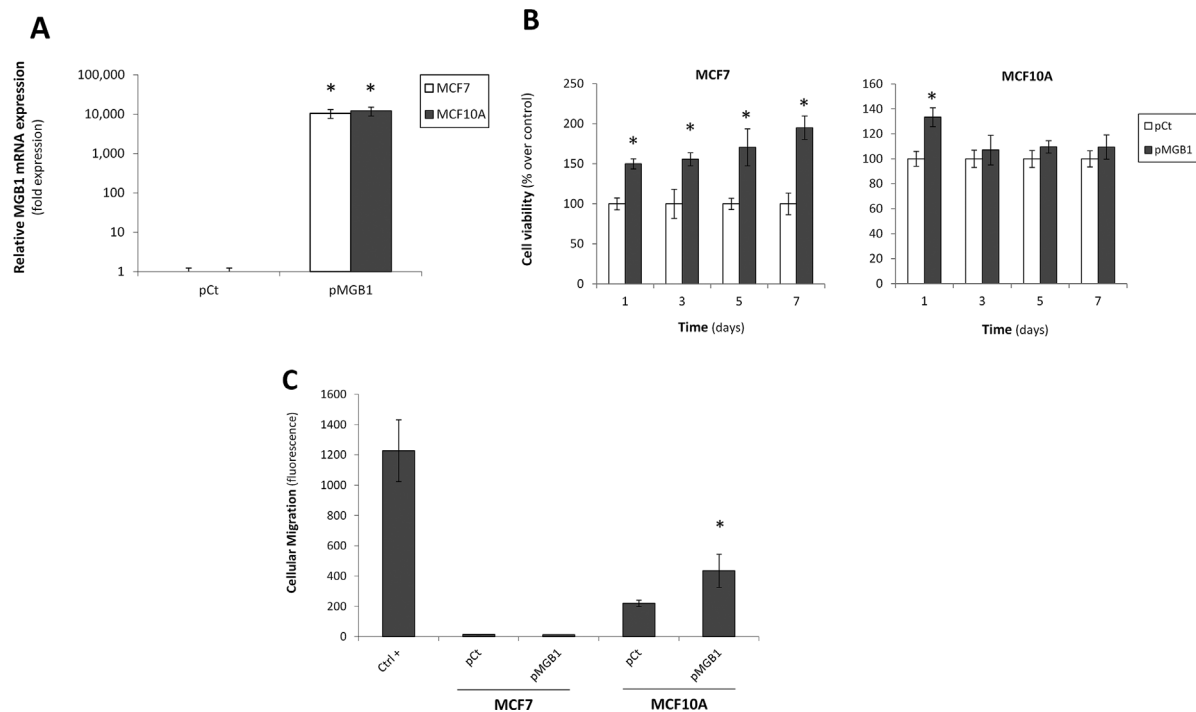 A
Relative MGB1 mRNA expression
(fold expression)
100,000
10,000
1,000
100
10
1
* *
pCt pMGB1
MCF7
MCF10A
B
MCF7
Cell viability (% over control)
250
200
150
100
50
0
* * * *
1 3 5 7
Time (days)
MCF10A
160
140
120
100
80
60
40
20
0
*
1 3 5 7
Time (days)
pCt
pMGB1
C
Cellular Migration (fluorescence)
1600
1400
1200
1000
800
600
400
200
0
*
Ctrl + pCt pMGB1 pCt pMGB1
MCF7 MCF10A